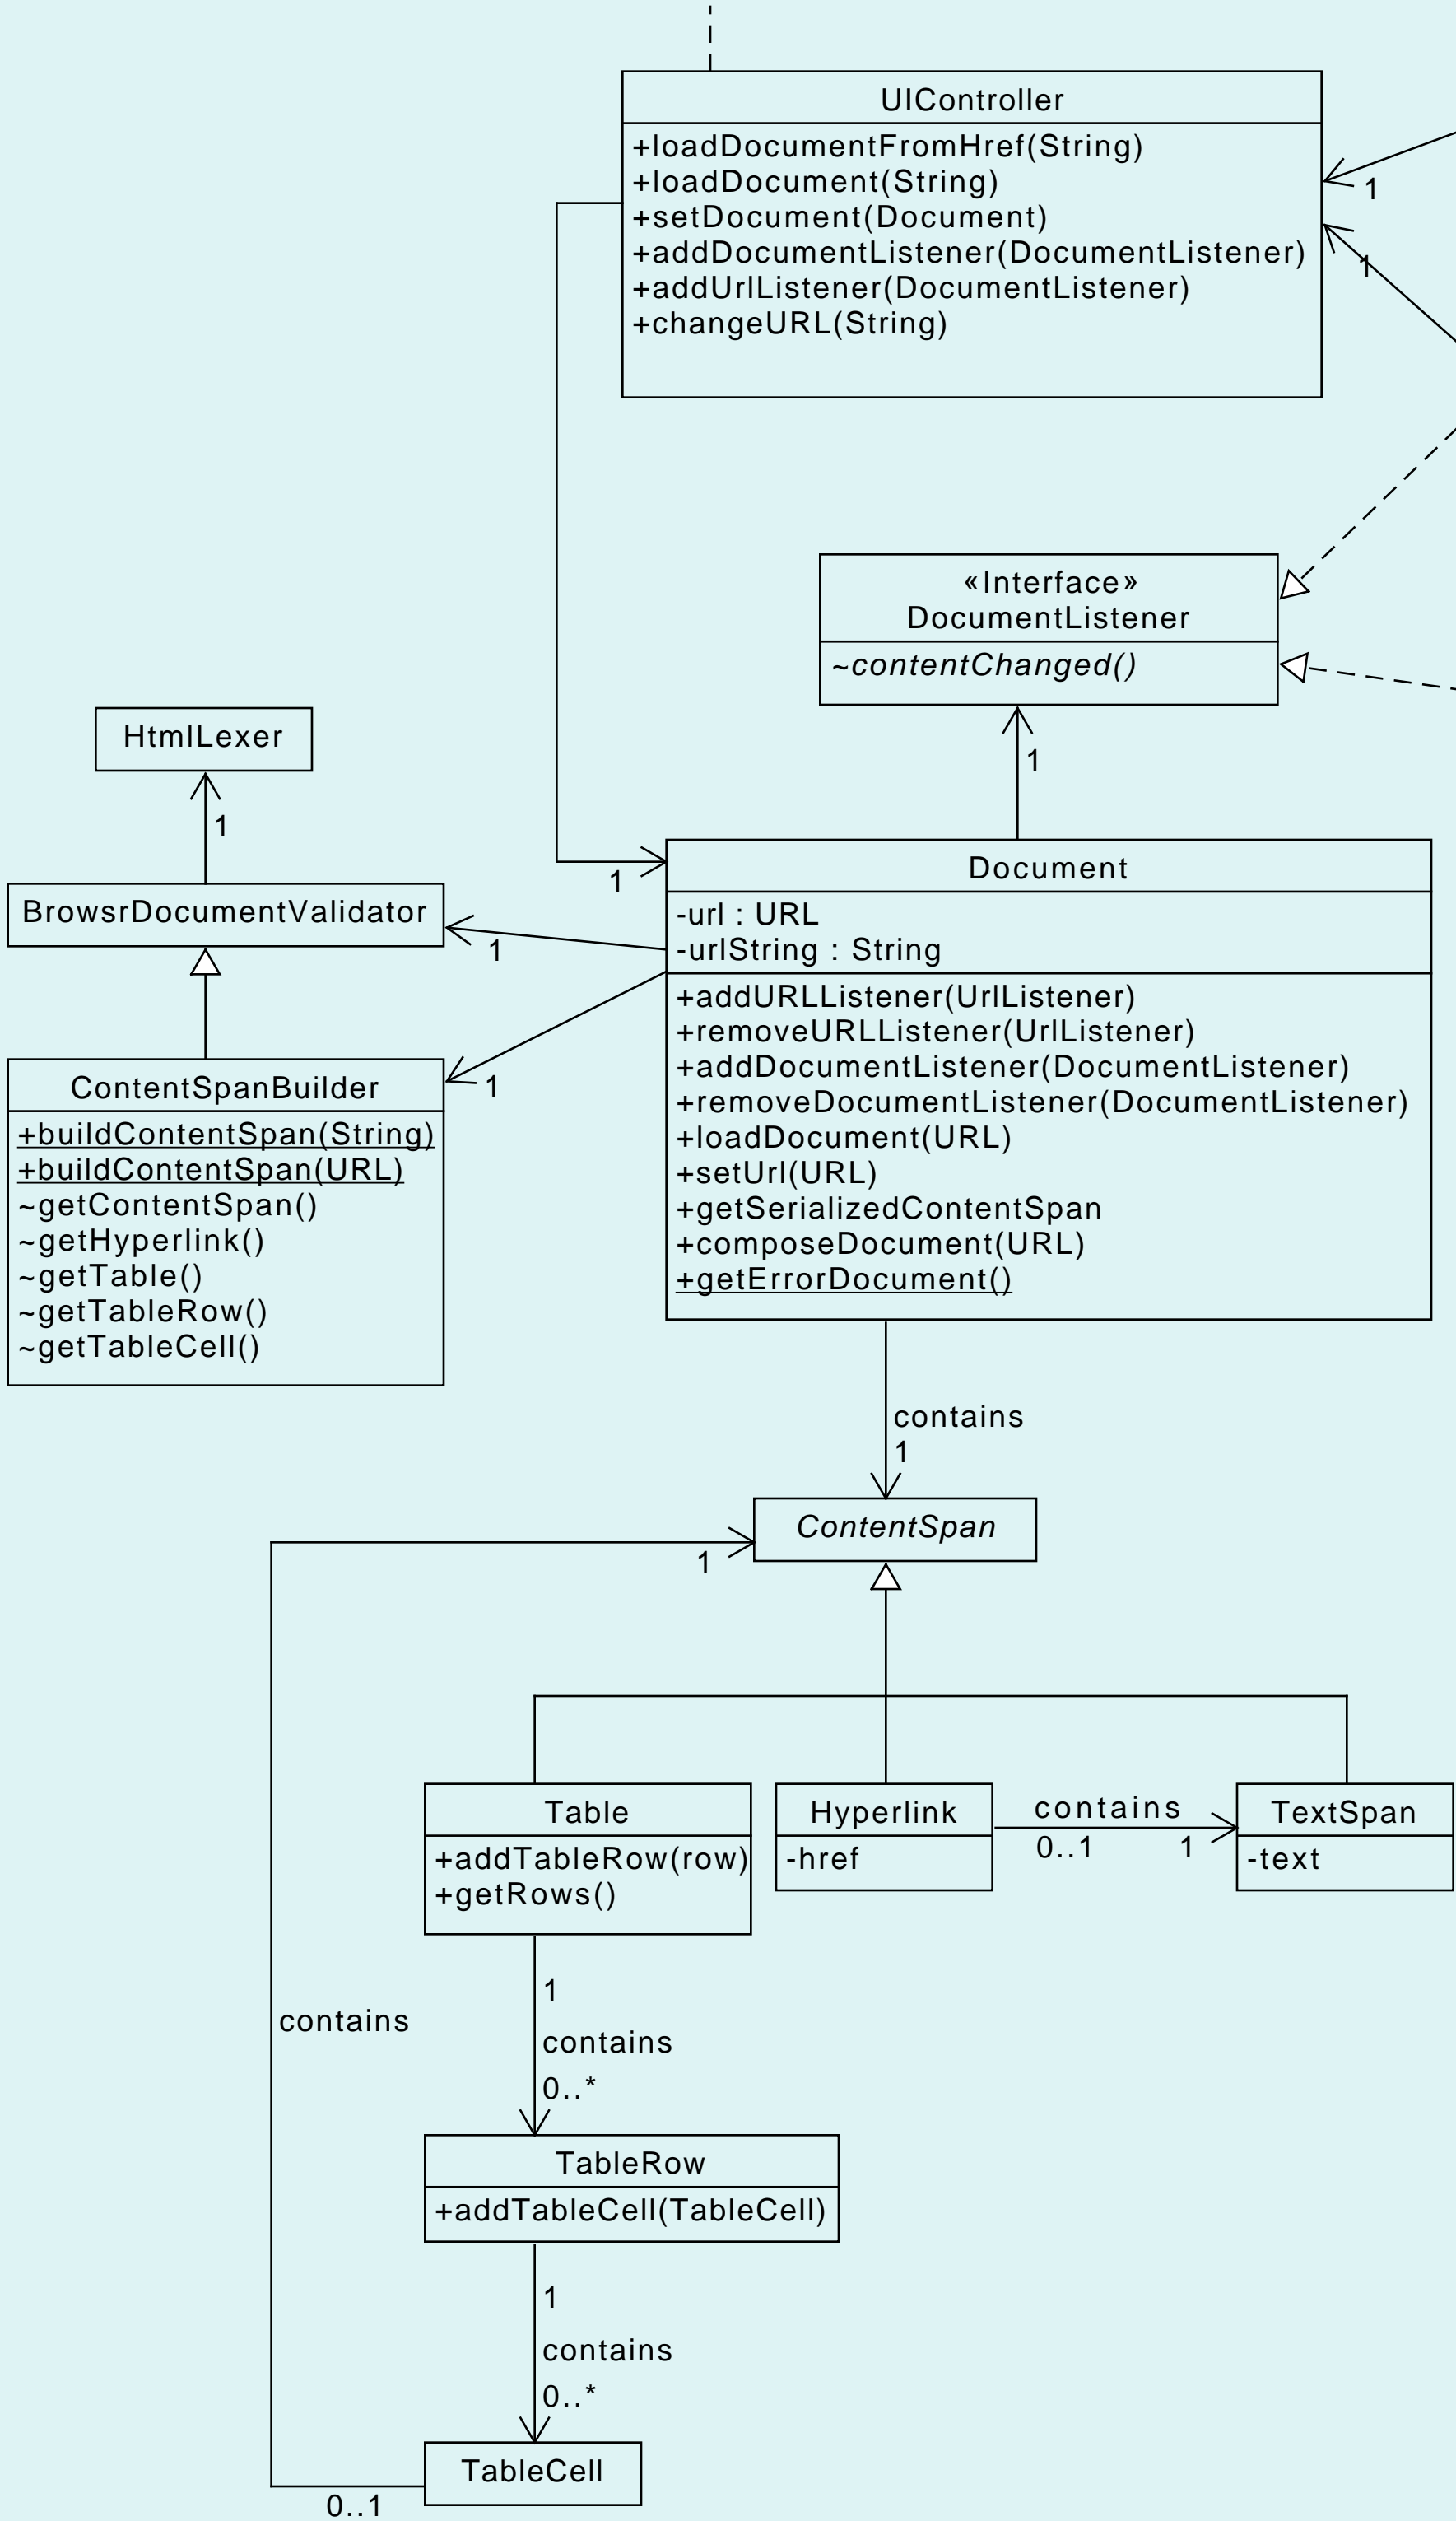 UIController
+loadDocumentFromHref(String)
+loadDocument(String)
+setDocument(Document)
+addDocumentListener(DocumentListener)
+addUrlListener(DocumentListener)
+changeURL(String)
1
1
«Interface»
DocumentListener
~contentChanged()
1
HtmlLexer
1
BrowsrDocumentValidator
1
1
1
ContentSpanBuilder
+buildContentSpan(String)
+buildContentSpan(URL)
~getContentSpan()
~getHyperlink()
~getTable()
~getTableRow()
~getTableCell()
Document
-url : URL
-urlString : String
+addURLListener(UrlListener)
+removeURLListener(UrlListener)
+addDocumentListener(DocumentListener)
+removeDocumentListener(DocumentListener)
+loadDocument(URL)
+setUrl(URL)
+getSerializedContentSpan
+composeDocument(URL)
+getErrorDocument()
contains
1
ContentSpan
1
Table
+addTableRow(row)
+getRows()
Hyperlink
-href
contains
0..1 1
TextSpan
-text
1
contains
0..*
contains
TableRow
+addTableCell(TableCell)
1
contains
0..*
TableCell
0..1